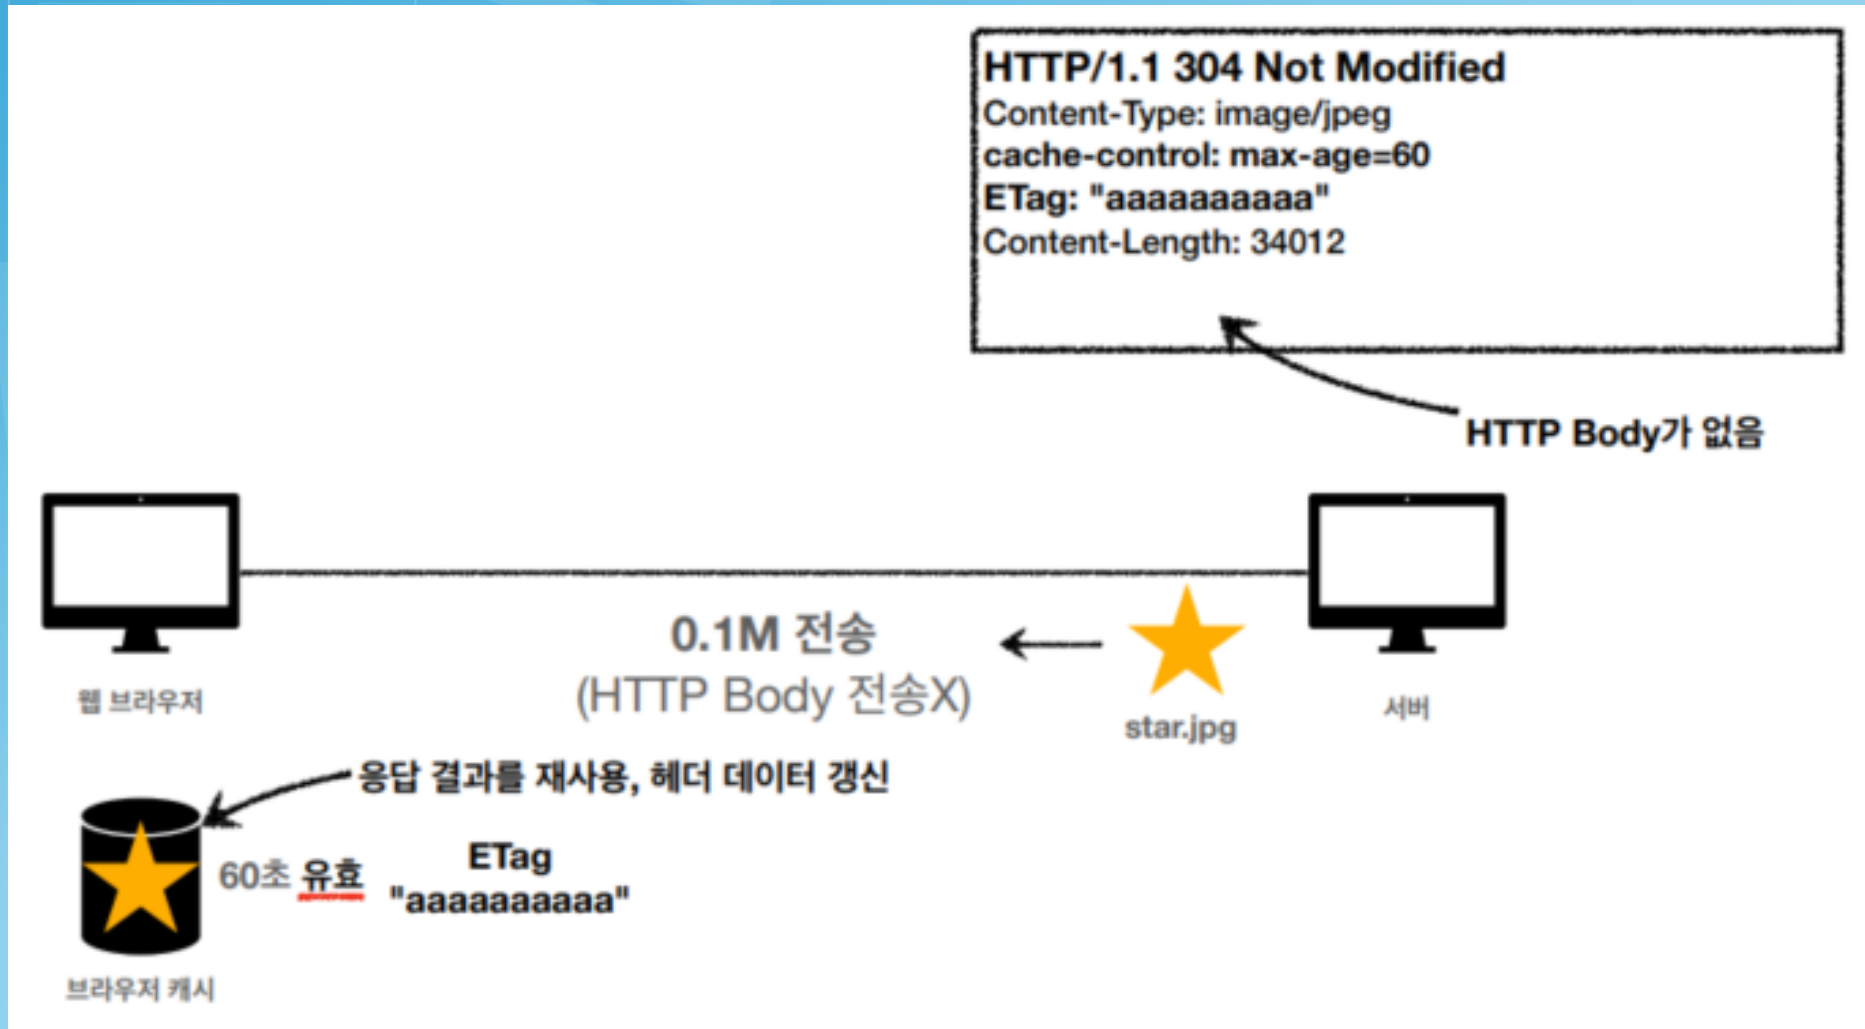 HTTP/1.1 304 Not Modified
Content-Type: image/jpeg
cache-control: max-age=60
ETag: "aaaaaaaaaa"
Content-Length: 34012
HTTP Body가 없음
0.1M 전송
(HTTP Body 전송X)
웹 브라우저
star.jpg
서버
응답 결과를 재사용, 헤더 데이터 갱신
60초 유효
ETag
"aaaaaaaaaa"
브라우저 캐시